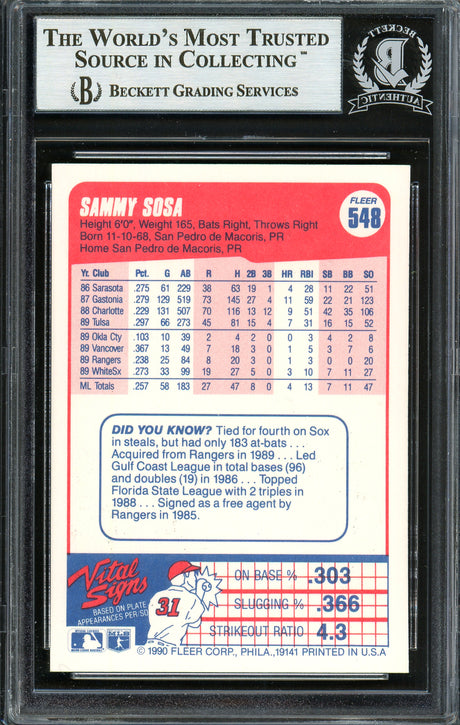 THE WORLD'S MOST TRUSTED
SOURCE IN COLLECTING™
B BECKETT GRADING SERVICES
BECKETT
B
AUTHENTIC
SAMMY SOSA
FLEER
548
Height 6'0", Weight 165, Bats Right, Throws Right
Born 11-10-68, San Pedro de Macoris, PR
Home San Pedro de Macoris, PR
Yr. Club Pct. G AB R H 2B 3B HR RBI SB BB SO
86 Sarasota .275 61 229 38 63 19 1 4 28 11 22 51
87 Gastonia .279 129 519 73 145 27 4 11 59 22 21 123
88 Charlotte .229 131 507 70 116 13 12 9 51 42 35 106
89 Tulsa .297 66 273 45 81 15 4 7 31 16 15 52
89 Okla Cty .103 10 39 2 4 2 0 0 3 4 2 8
89 Vancover .367 13 49 7 18 3 0 1 5 3 7 6
89 Rangers .238 25 84 8 20 3 0 1 3 0 0 20
89 WhiteSx .273 33 99 19 27 5 0 3 10 7 11 27
ML Totals .257 58 183 27 47 8 0 4 13 7 11 47
DID YOU KNOW? Tied for fourth on Sox
in steals, but had only 183 at-bats . . .
Acquired from Rangers in 1989 . . . Led
Gulf Coast League in total bases (96)
and doubles (19) in 1986 . . . Topped
Florida State League with 2 triples in
1988 . . . Signed as a free agent by
Rangers in 1985.
Vital
Signs
BASED ON PLATE
APPEARANCES PER/SO
31
ON BASE % .303
SLUGGING % .366
STRIKEOUT RATIO 4.3
© 1990 FLEER CORP., PHILA.,19141 PRINTED IN U.S.A